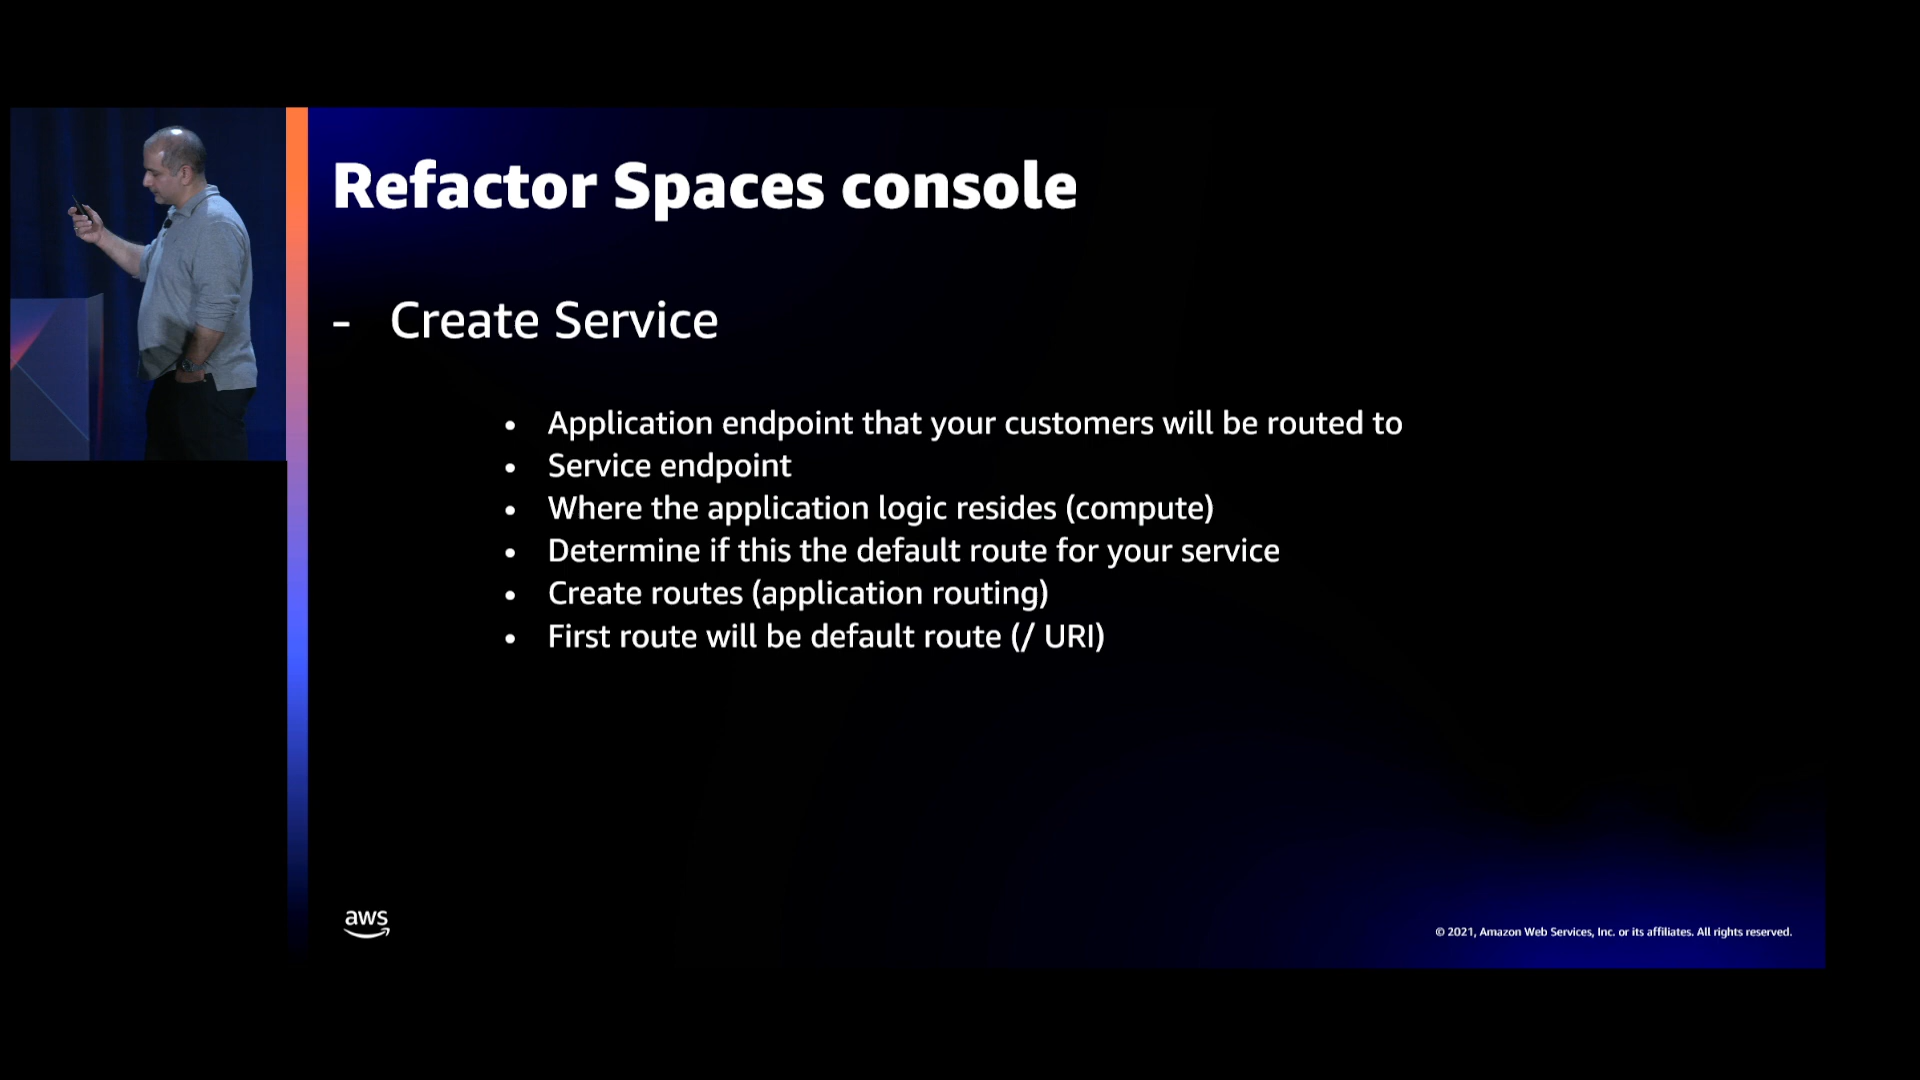 Refactor Spaces console
- Create Service
• Application endpoint that your customers will be routed to
• Service endpoint
• Where the application logic resides (compute)
• Determine if this the default route for your service
• Create routes (application routing)
• First route will be default route (/ URI)
aws
© 2021, Amazon Web Services, Inc. or its affiliates. All rights reserved.